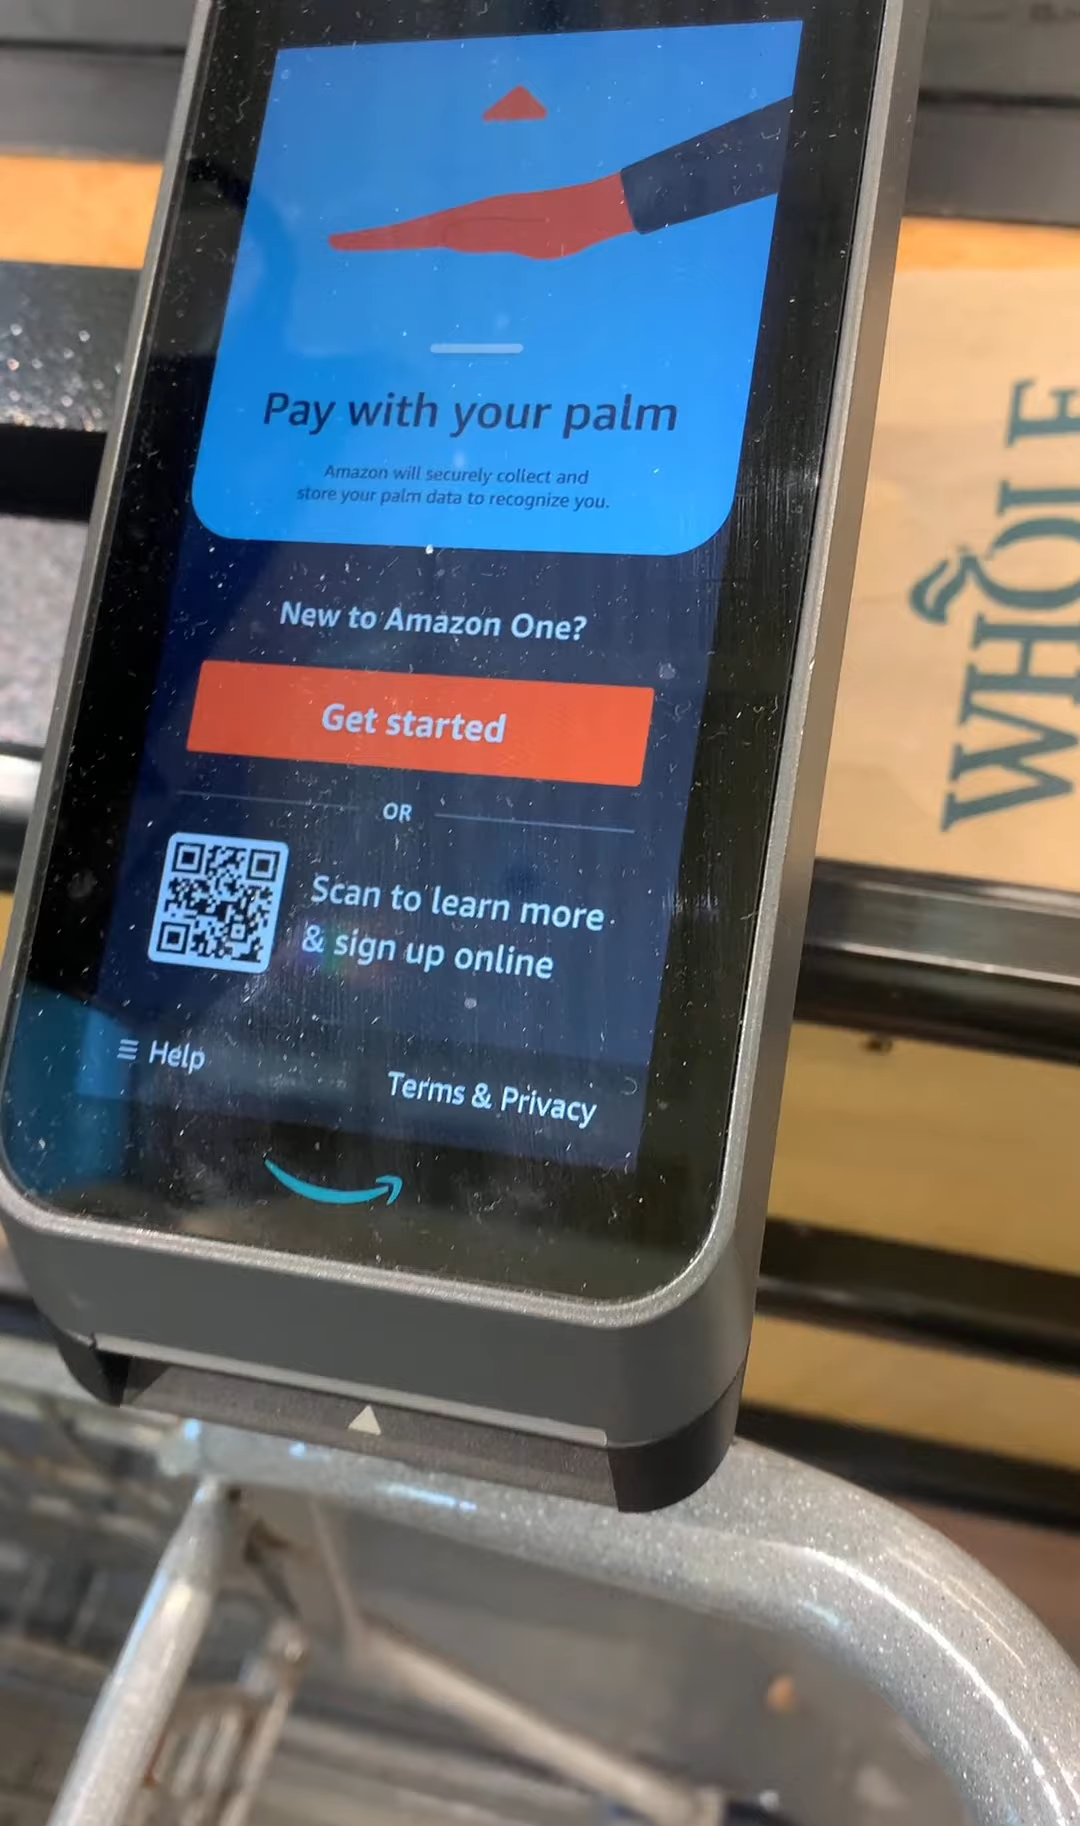 Pay with your palm
Amazon will securely collect and
store your palm data to recognize you.
New to Amazon One?
Get started
OR
Scan to learn more
& sign up online
Help
Terms & Privacy
WHOLE